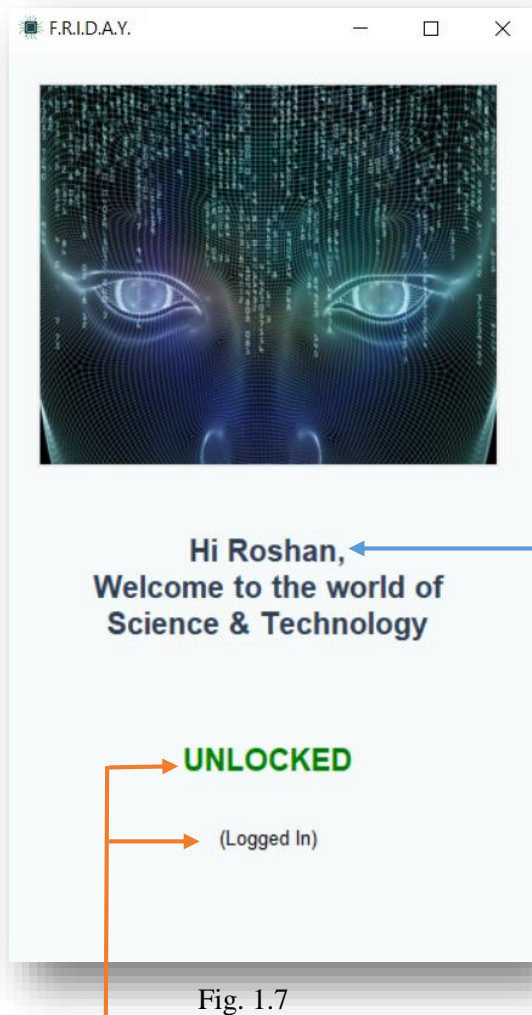 F.R.I.D.A.Y.
Hi Roshan,
Welcome to the world of
Science & Technology
UNLOCKED
(Logged In)
Fig. 1.7